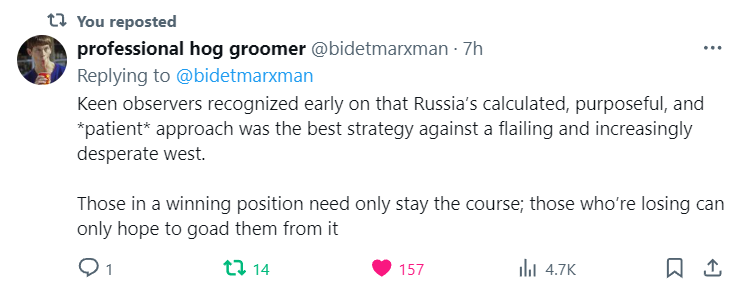 You reposted
professional hog groomer @bidetmarxman · 7h
Replying to @bidetmarxman
Keen observers recognized early on that Russia’s calculated, purposeful, and
*patient* approach was the best strategy against a flailing and increasingly
desperate west.
Those in a winning position need only stay the course; those who’re losing can
only hope to goad them from it
1 14 157 4.7K